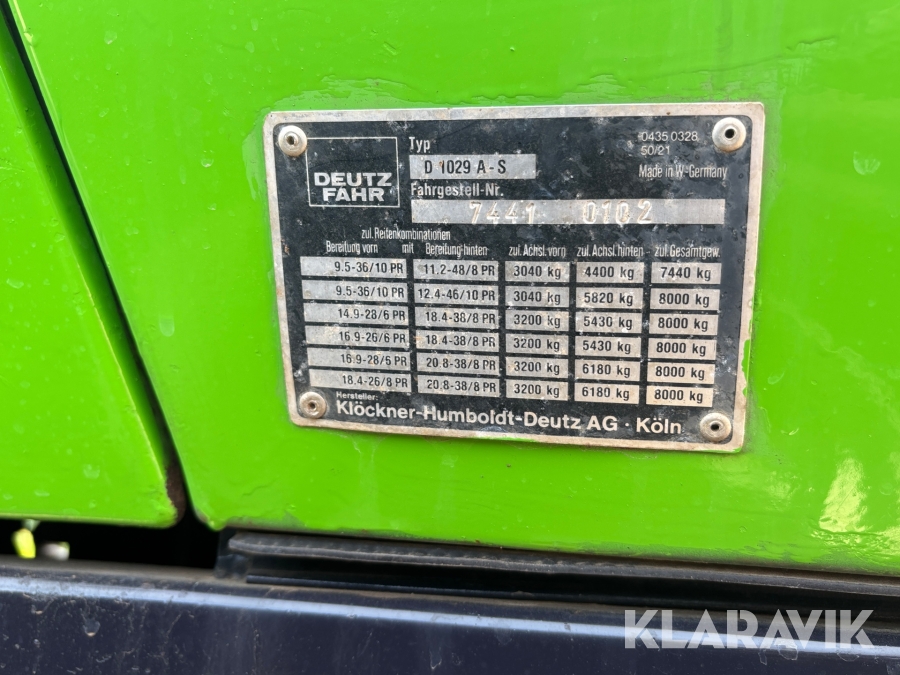 DEUTZ
FAHR
Typ
D 1029 A-S
Fahrgestell-Nr.
7441 0102
0435 0328
50/21
Made in W.-Germany
zul. Reifenkombinationen
Bereifung vorn mit Bereifung hinten zul. Achsl. vorn zul. Achsl. hinten zul. Gesamtgew.
9.5-36/10 PR 11.2-48/8 PR 3040 kg 4400 kg 7440 kg
9.5-36/10 PR 12.4-46/10 PR 3040 kg 5820 kg 8000 kg
14.9-28/6 PR 18.4-38/8 PR 3200 kg 5430 kg 8000 kg
16.9-26/6 PR 18.4-38/8 PR 3200 kg 5430 kg 8000 kg
16.9-28/6 PR 20.8-38/8 PR 3200 kg 6180 kg 8000 kg
18.4-26/8 PR 20.8-38/8 PR 3200 kg 6180 kg 8000 kg
Hersteller:
Klöckner-Humboldt-Deutz AG · Köln
KLARAVIK